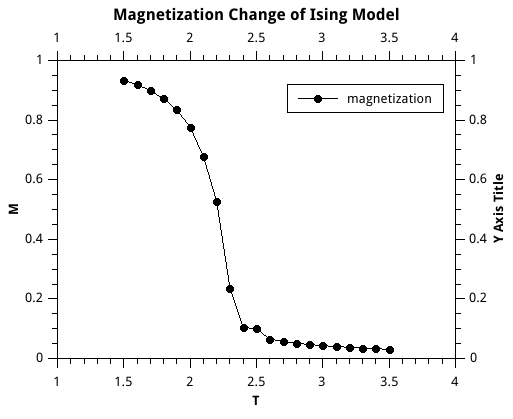 Magnetization Change of Ising Model
1 1.5 2 2.5 3 3.5 4
1 1
magnetization
0.8 0.8
0.6 0.6
M
Y Axis Title
0.4 0.4
0.2 0.2
0 0
1 1.5 2 2.5 3 3.5 4
T